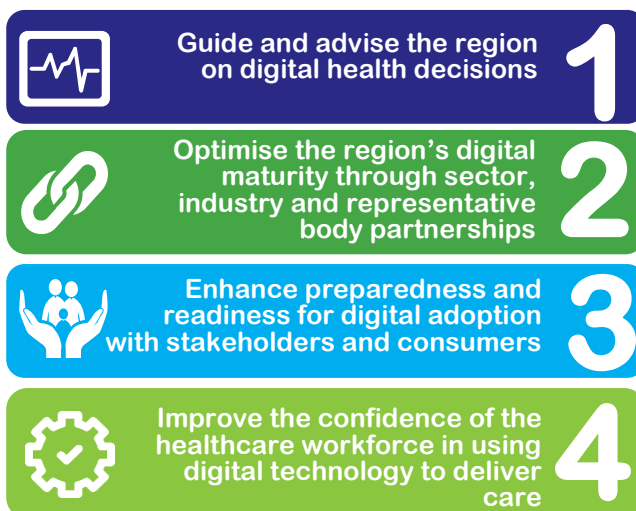 Guide and advise the region
on digital health decisions
1
Optimise the region's digital
maturity through sector,
industry and representative
body partnerships
2
Enhance preparedness and
readiness for digital adoption
with stakeholders and consumers
3
Improve the confidence of the
healthcare workforce in using
digital technology to deliver
care
4